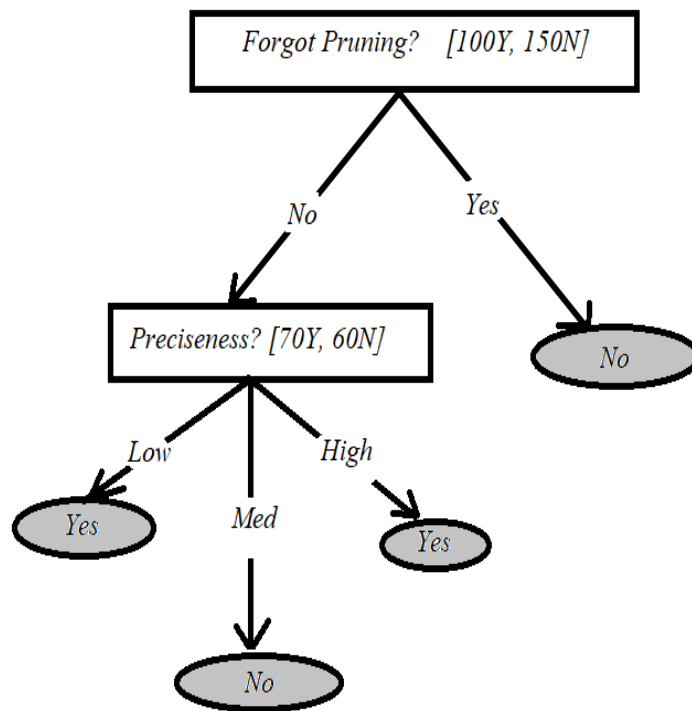 Forgot Pruning? [100Y, 150N]
No
Yes
Preciseness? [70Y, 60N]
No
Low
High
Med
Yes
Yes
No